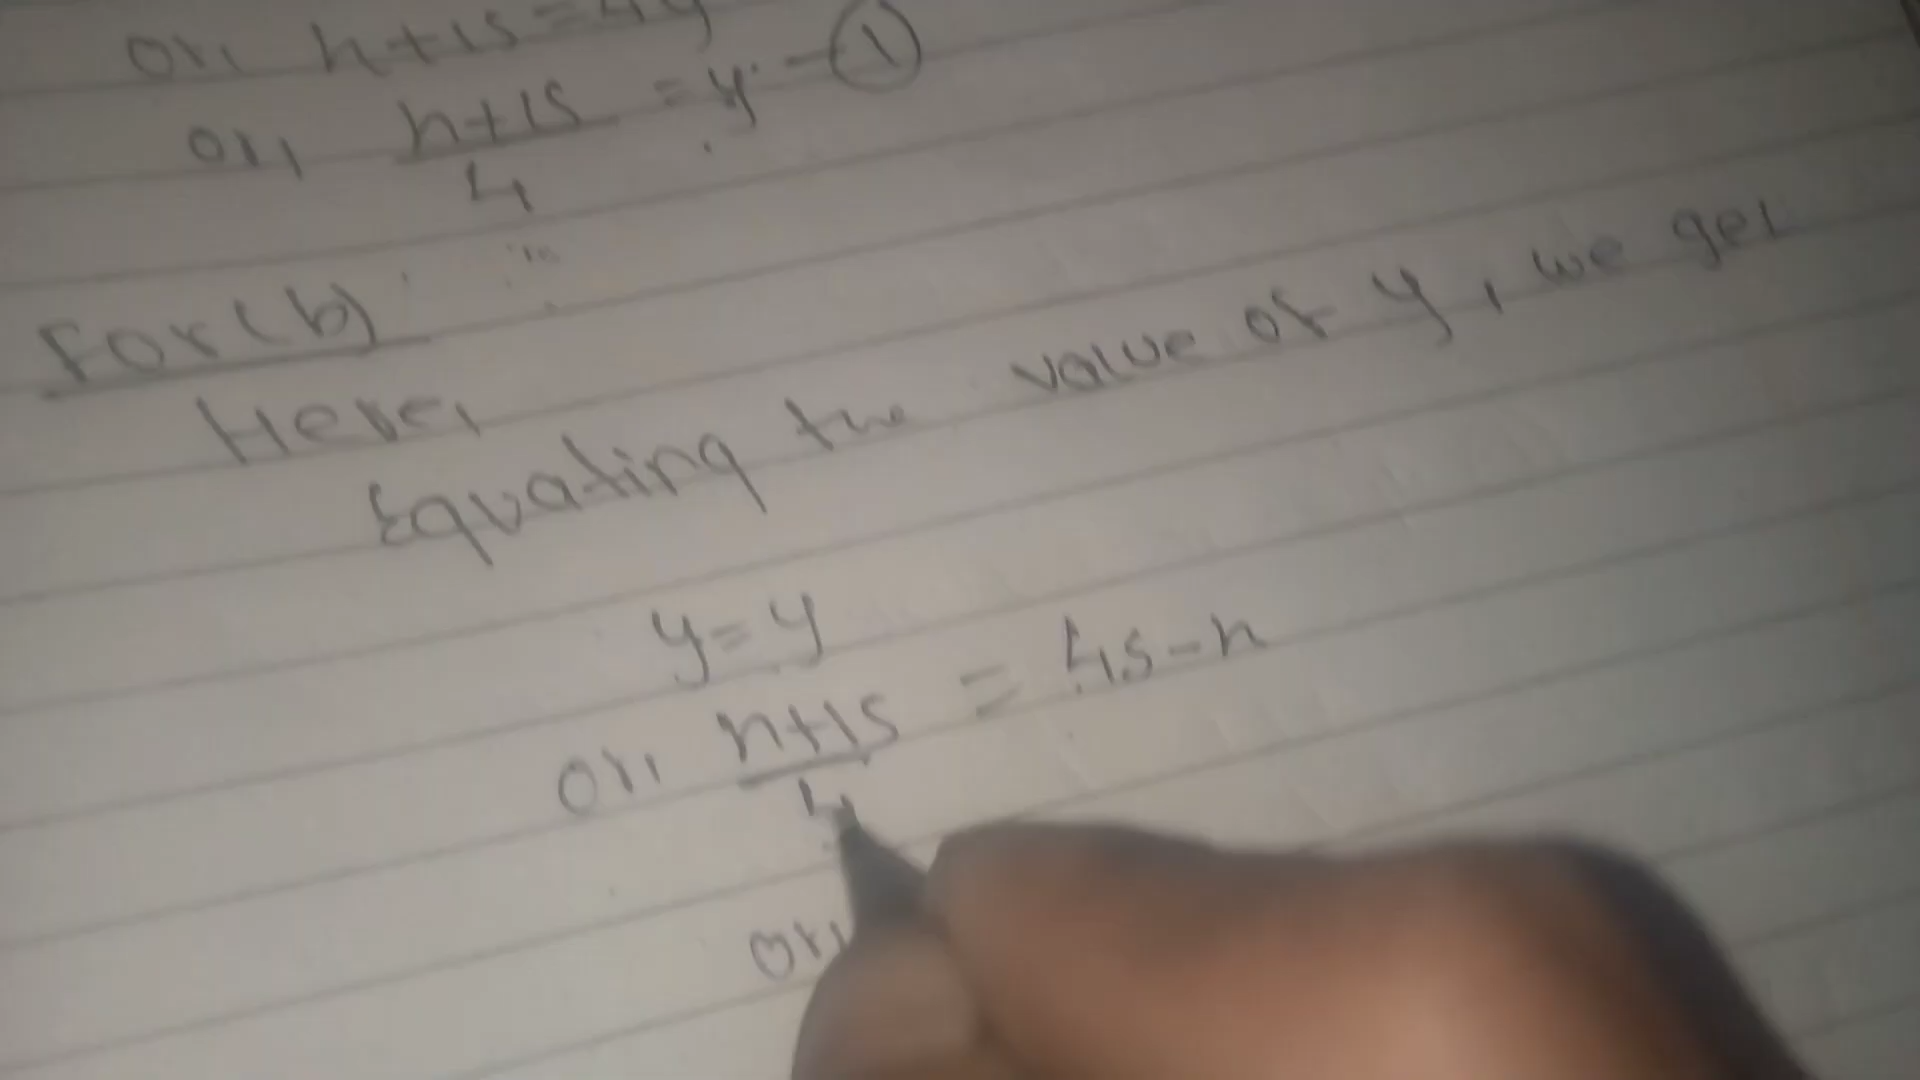 or, n+15=4y
or, n+15/4 =y - ①
For(b)
Here,
Equating the value of y, we get
y=y
or, n+15/4 = 45-n
or,